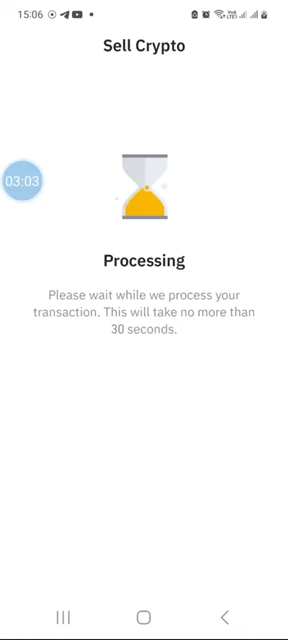 15:06
Sell Crypto
03:03
Processing
Please wait while we process your
transaction. This will take no more than
30 seconds.